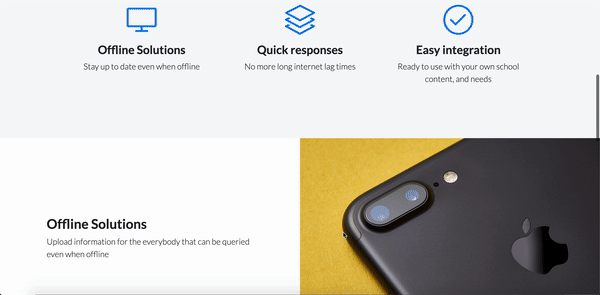 Offline Solutions
Stay up to date even when offline
Quick responses
No more long internet lag times
Easy integration
Ready to use with your own school
content, and needs
Offline Solutions
Upload information for the everybody that can be queried
even when offline